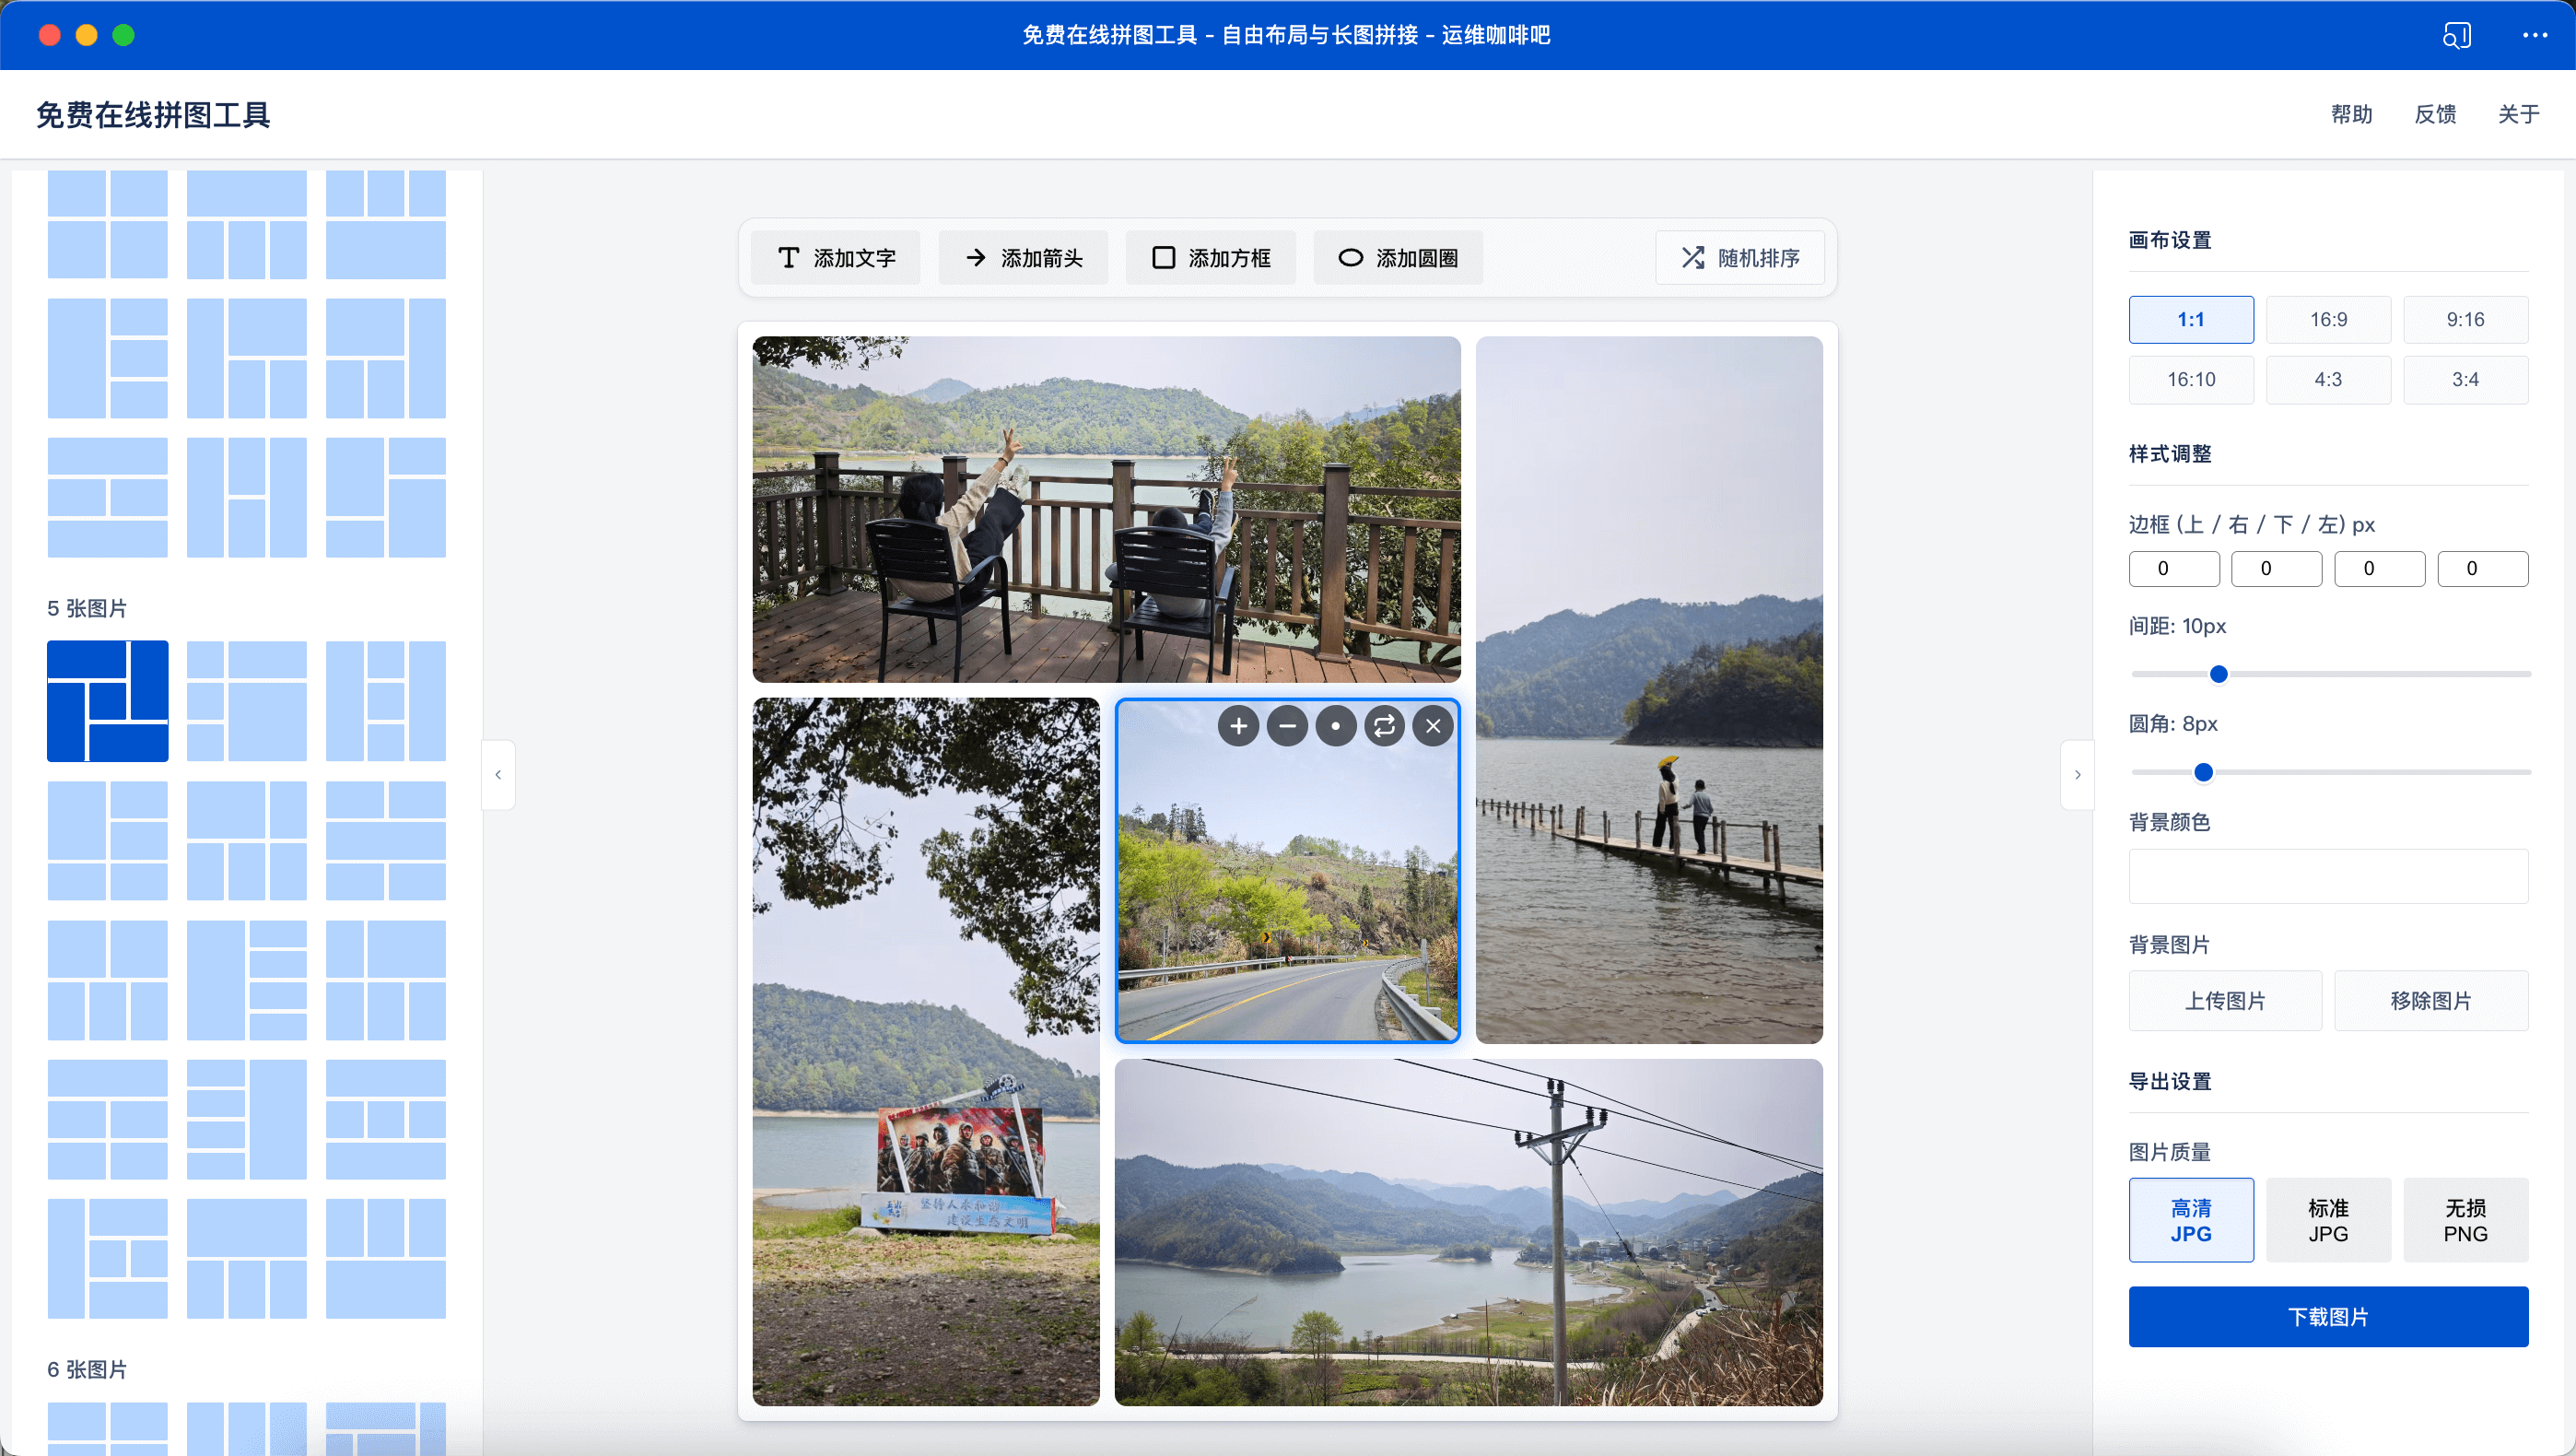 免费在线拼图工具 - 自由布局与长图拼接 - 运维咖啡吧
免费在线拼图工具
帮助 反馈 关于
5 张图片
6 张图片
添加文字 添加箭头 添加方框 添加圆圈 随机排序
建设生态文明
画布设置
1:1 16:9 9:16
16:10 4:3 3:4
样式调整
边框 (上 / 右 / 下 / 左) px
0 0 0 0
间距: 10px
圆角: 8px
背景颜色
背景图片
上传图片 移除图片
导出设置
图片质量
高清 标准 无损
JPG JPG PNG
下载图片